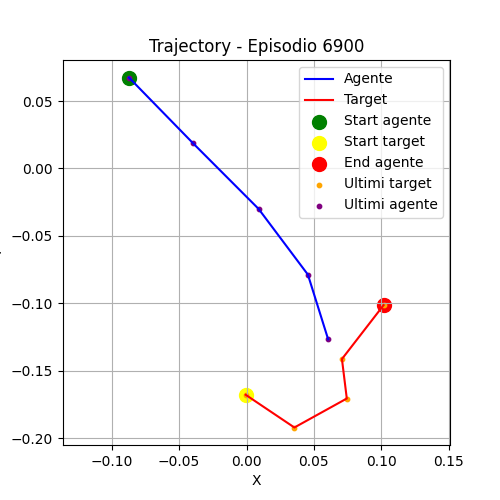 Trajectory - Episodio 6900
Agente
Target
Start agente
Start target
End agente
Ultimi target
Ultimi agente
0.05
0.00
−0.05
−0.10
−0.15
−0.20
−0.10
−0.05
0.00
0.05
0.10
0.15
X